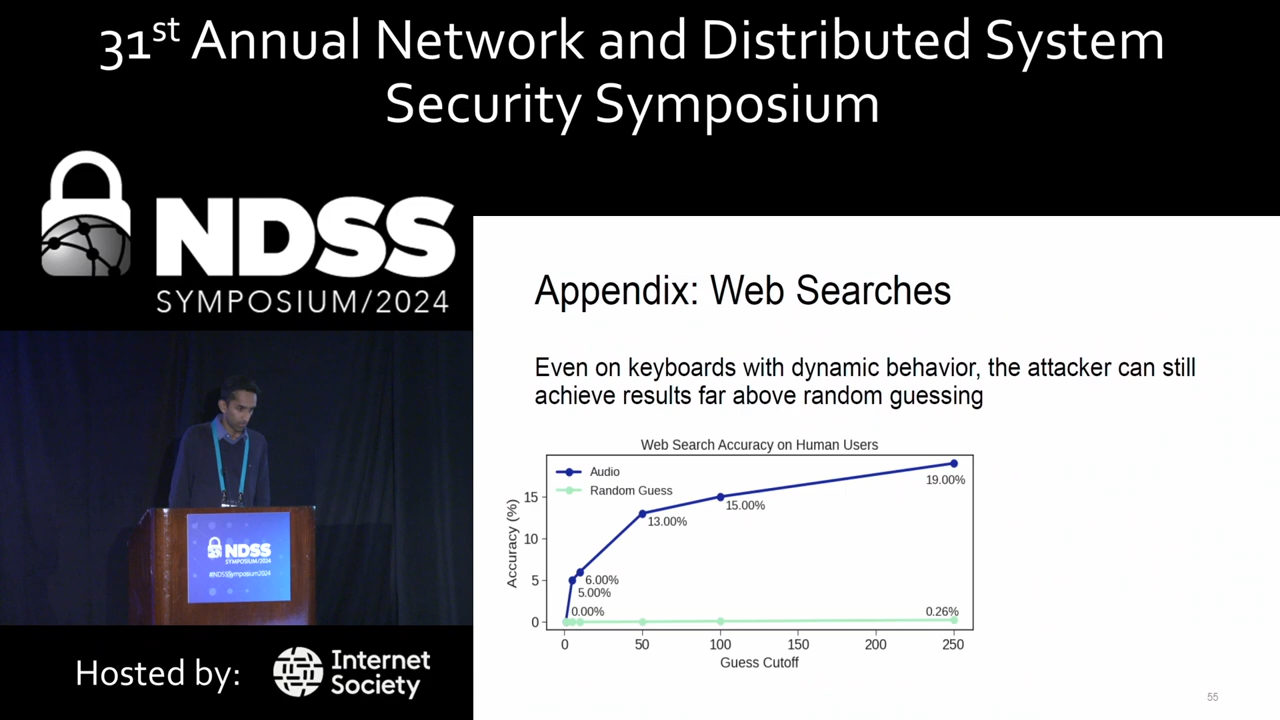 31st Annual Network and Distributed System
Security Symposium
NDSS
SYMPOSIUM/2024
Appendix: Web Searches
Even on keyboards with dynamic behavior, the attacker can still
achieve results far above random guessing
Web Search Accuracy on Human Users
Audio
Random Guess
Accuracy (%)
15
10
5
0
0.00%
5.00%
6.00%
13.00%
15.00%
19.00%
0.26%
0
50
100
150
200
250
Guess Cutoff
55
NDSS
SYMPOSIUM/2024
#NDSSSymposium2024
Hosted by:
Internet
Society